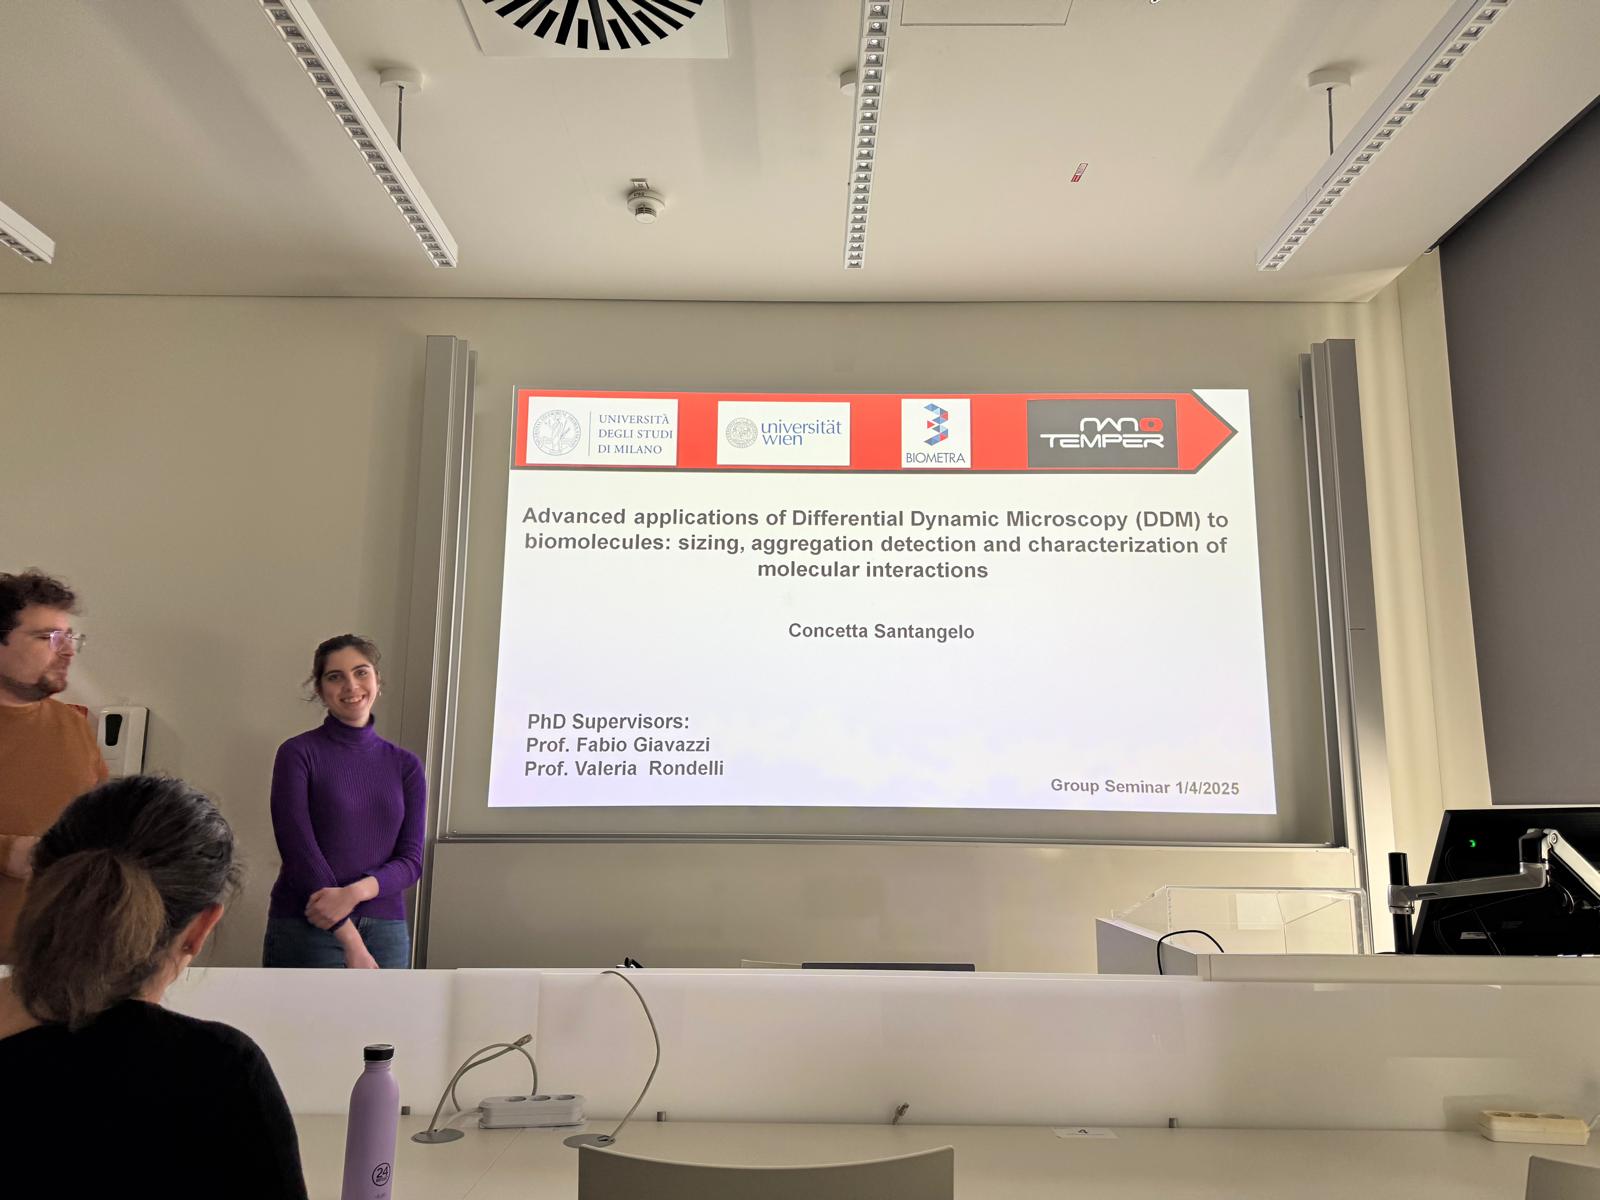 UNIVERSITÀ
DEGLI STUDI
DI MILANO
universität
wien
BIOMETRA
NANO
TEMPER
Advanced applications of Differential Dynamic Microscopy (DDM) to
biomolecules: sizing, aggregation detection and characterization of
molecular interactions
Concetta Santangelo
PhD Supervisors:
Prof. Fabio Giavazzi
Prof. Valeria Rondelli
Group Seminar 1/4/2025
24